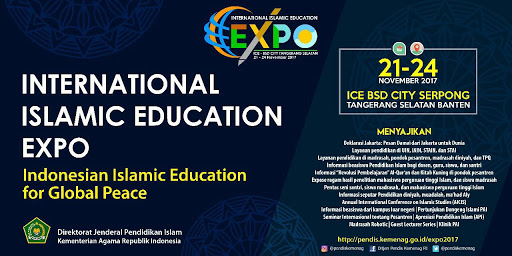 INTERNATIONAL ISLAMIC EDUCATION
EXPO
ICE - BSD CITY TANGERANG SELATAN
21 - 24 November 2017
INTERNATIONAL
ISLAMIC EDUCATION
EXPO
Indonesian Islamic Education
for Global Peace
Direktorat Jenderal Pendidikan Islam
Kementerian Agama Republik Indonesia
21-24
NOVEMBER 2017
ICE BSD CITY SERPONG
TANGERANG SELATAN BANTEN
MENYAJIKAN
Deklarasi Jakarta: Pesan Damai dari Jakarta untuk Dunia
Layanan pendidikan di UIN, IAIN, STAIN, dan STAI
Layanan pendidikan di madrasah, pondok pesantren, madrasah diniyah, dan TPQ
Informasi beasiswa Pendidikan Islam bagi dosen, guru, siswa, dan santri
Informasi "Revolusi Pembelajaran" Al-Qur'an dan Kitab Kuning di pondok pesantren
Expose ragam hasil penelitian mahasiswa perguruan tinggi Islam, dan siswa madrasah
Pentas seni santri, siswa madrasah, dan mahasiswa perguruan tinggi Islam
Informasi seputar Pendidikan diniyah, muadalah, ma'had Aly
Annual International Conference on Islamic Studies (AICIS)
Informasi beasiswa dari kampus luar negeri | Pertunjukan Dongeng Islami PAI
Seminar Internasional tentang Pesantren | Apresiasi Pendidikan Islam (API)
Madrasah Robotic | Guest Lecturer Series | Klinik PAI
http://pendis.kemenag.go.id/expo2017
@pendiskemenag
Ditjen Pendis Kemenag RI
@pendiskemenag